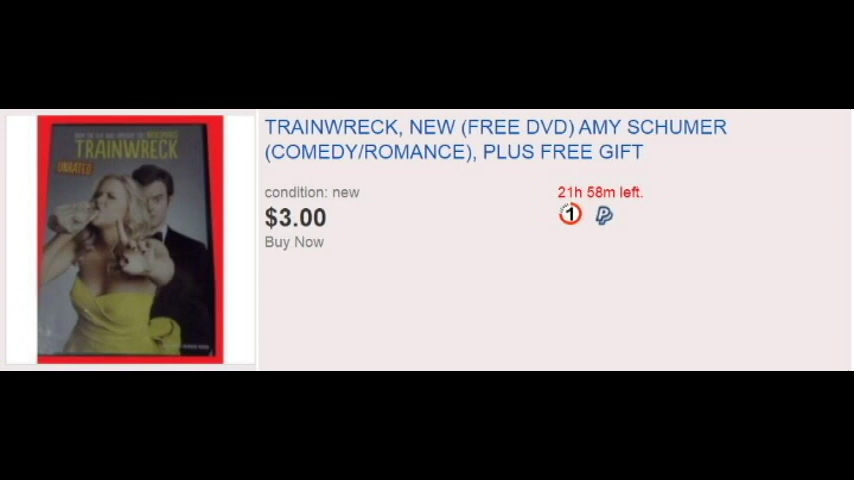 TRAINWRECK
UNRATED
TRAINWRECK, NEW (FREE DVD) AMY SCHUMER
(COMEDY/ROMANCE), PLUS FREE GIFT
condition: new
21h 58m left.
$3.00
1
Buy Now